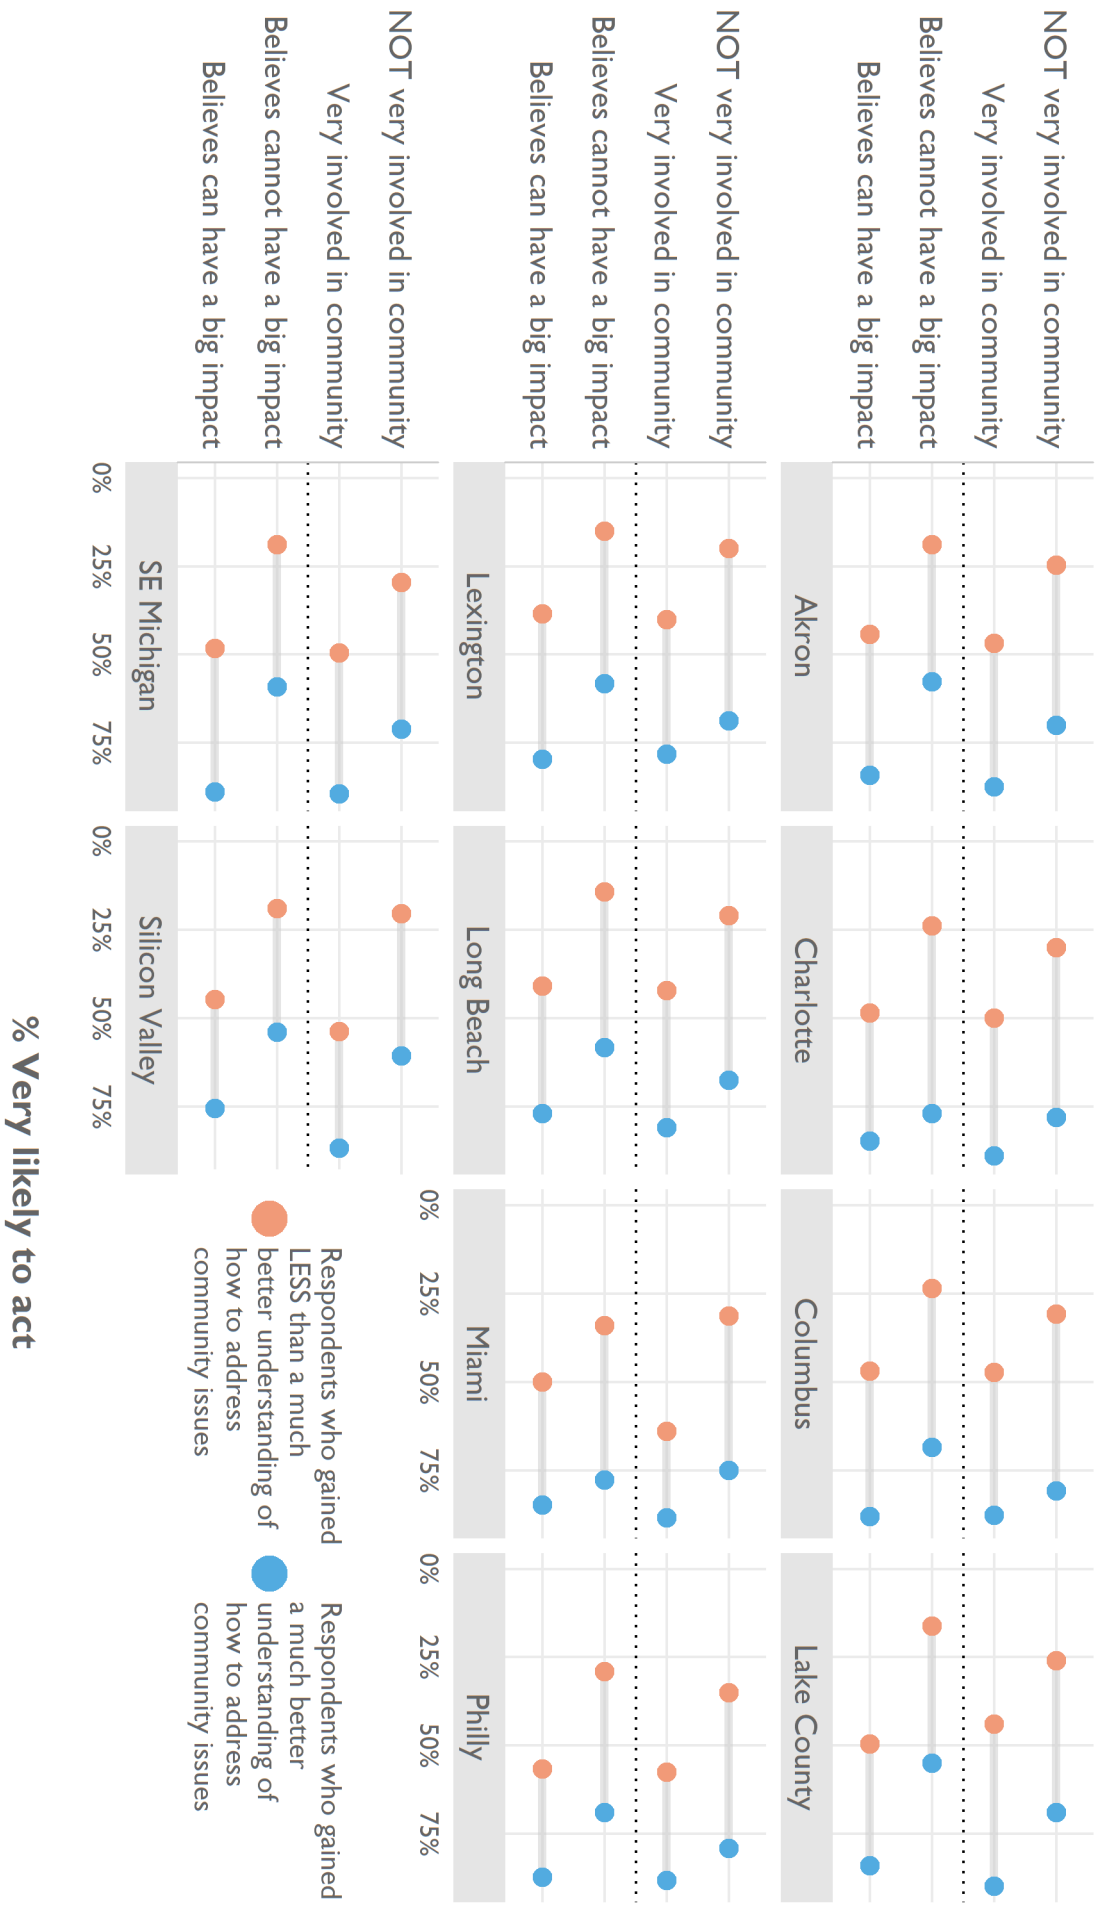 NOT very involved in community
Very involved in community
Believes cannot have a big impact
Believes can have a big impact
Akron
Charlotte
Columbus
Lake County
NOT very involved in community
Very involved in community
Believes cannot have a big impact
Believes can have a big impact
Lexington
Long Beach
Miami
Philly
0% 25% 50% 75%
0% 25% 50% 75%
NOT very involved in community
Very involved in community
Believes cannot have a big impact
Believes can have a big impact
SE Michigan
Silicon Valley
0% 25% 50% 75%
0% 25% 50% 75%
Respondents who gained
LESS than a much
better understanding of
how to address
community issues
Respondents who gained
a much better
understanding of
how to address
community issues
% Very likely to act